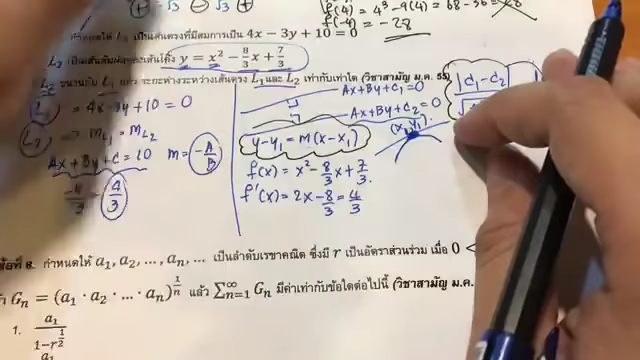 f(4) = 4³ - 9(4) = 
f(-4) = -28
√3 ⊖ √3 ⊕
กำหนดให้ L₁ เป็นเส้นตรงที่มีสมการเป็น 4x − 3y + 10 = 0
L₂ เป็นเส้นสัมผัสของเส้นโค้ง y = x² − 8/3 x + 7/3
L₂ ขนานกับ L₁ แล้ว ระยะห่างระหว่างเส้นตรง L₁ และ L₂ เท่ากับเท่าใด (วิชาสามัญ ม.ค. 55)
L₁ = 4x - 3y + 10 = 0
L₂ => m_L₁ = m_L₂
Ax + By + C = 10 m = -A/B
-4/-3 = 4/3
Ax + By + C₁ = 0
Ax + By + C₂ = 0
|C₁ - C₂|
y - y₁ = m(x - x₁)
(x₁, y₁)
f(x) = x² - 8/3 x + 7/3.
f'(x) = 2x - 8/3 = 4/3
8. กำหนดให้ a₁, a₂, … , aₙ, … เป็นลำดับเรขาคณิต ซึ่งมี r เป็นอัตราส่วนร่วม เมื่อ 0 <
Gₙ = (a₁ · a₂ · … · aₙ)^(1/n) แล้ว ∑_(n=1)^∞ Gₙ มีค่าเท่ากับข้อใดต่อไปนี้ (วิชาสามัญ ม.ค.
1. a₁/(1−r^(1/2))
a₁